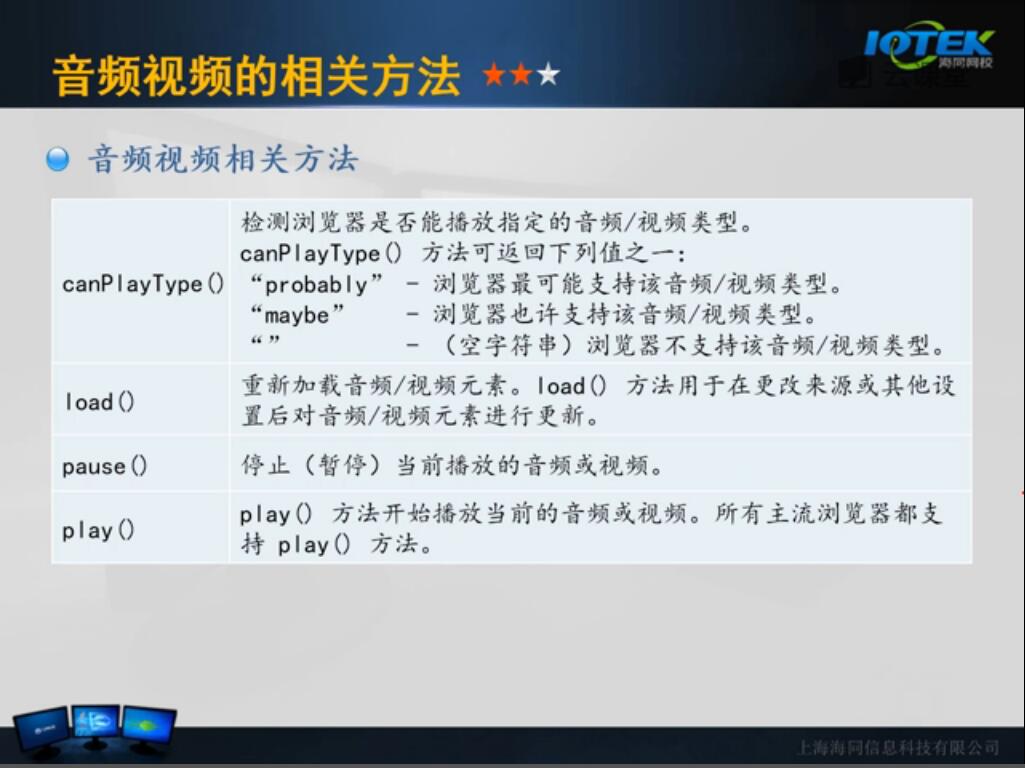 音频视频的相关方法
IOTEK
海同网校
云课堂
音频视频相关方法
canPlayType()
检测浏览器是否能播放指定的音频/视频类型。
canPlayType() 方法可返回下列值之一：
“probably” - 浏览器最可能支持该音频/视频类型。
“maybe” - 浏览器也许支持该音频/视频类型。
“” - （空字符串）浏览器不支持该音频/视频类型。
load()
重新加载音频/视频元素。load() 方法用于在更改来源或其他设
置后对音频/视频元素进行更新。
pause()
停止（暂停）当前播放的音频或视频。
play()
play() 方法开始播放当前的音频或视频。所有主流浏览器都支
持 play() 方法。
上海海同信息科技有限公司